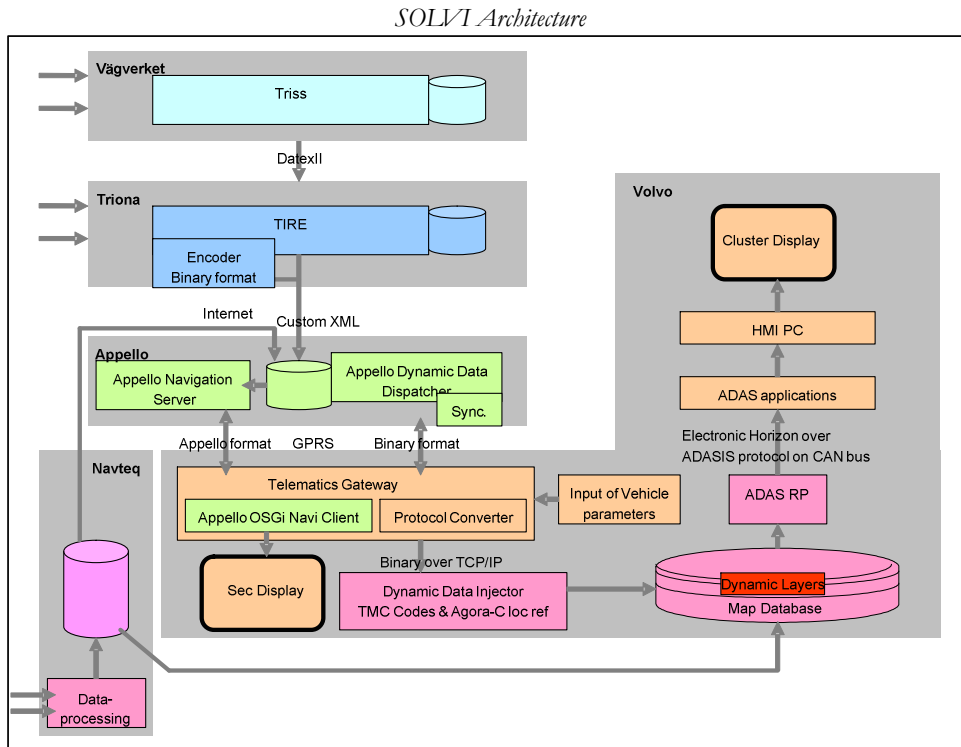 SOLVI Architecture
Vägverket
Triss
DatexII
Triona
TIRE
Encoder
Binary format
Internet
Custom XML
Appello
Appello Navigation
Server
Appello Dynamic Data
Dispatcher
Sync.
Appello format
GPRS
Binary format
Volvo
Cluster Display
HMI PC
ADAS applications
Electronic Horizon over
ADASIS protocol on CAN bus
ADAS RP
Navteq
Telematics Gateway
Appello OSGi Navi Client
Protocol Converter
Input of Vehicle
parameters
Sec Display
Binary over TCP/IP
Dynamic Data Injector
TMC Codes & Agora-C loc ref
Dynamic Layers
Map Database
Data-
processing